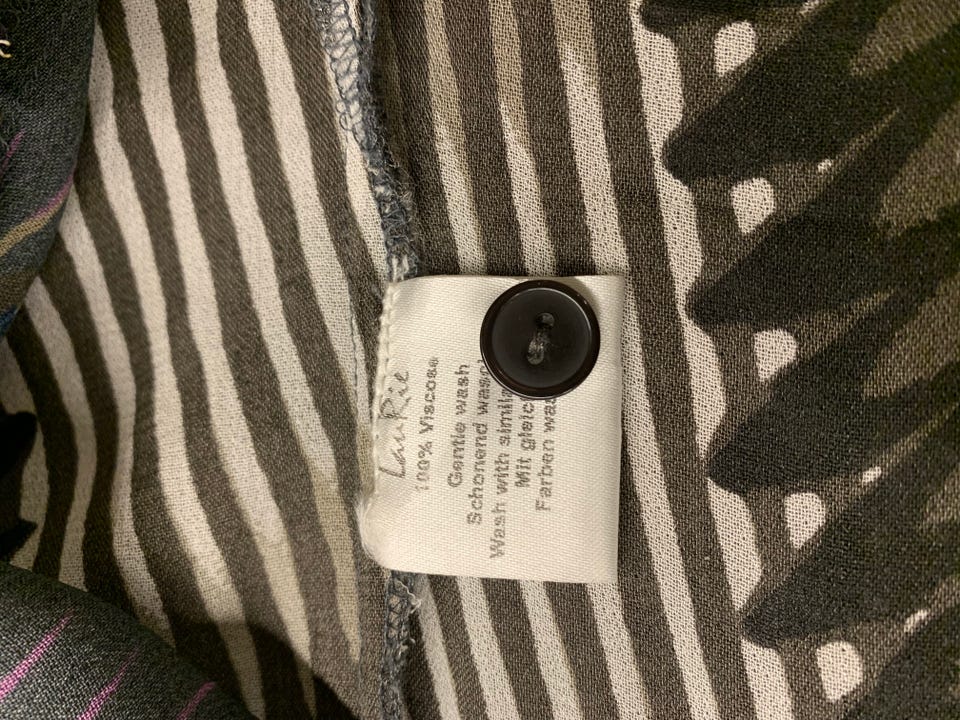 LauRie
100% Viscose
Gentle wash
Schonend
Wash with
Mit
Farben